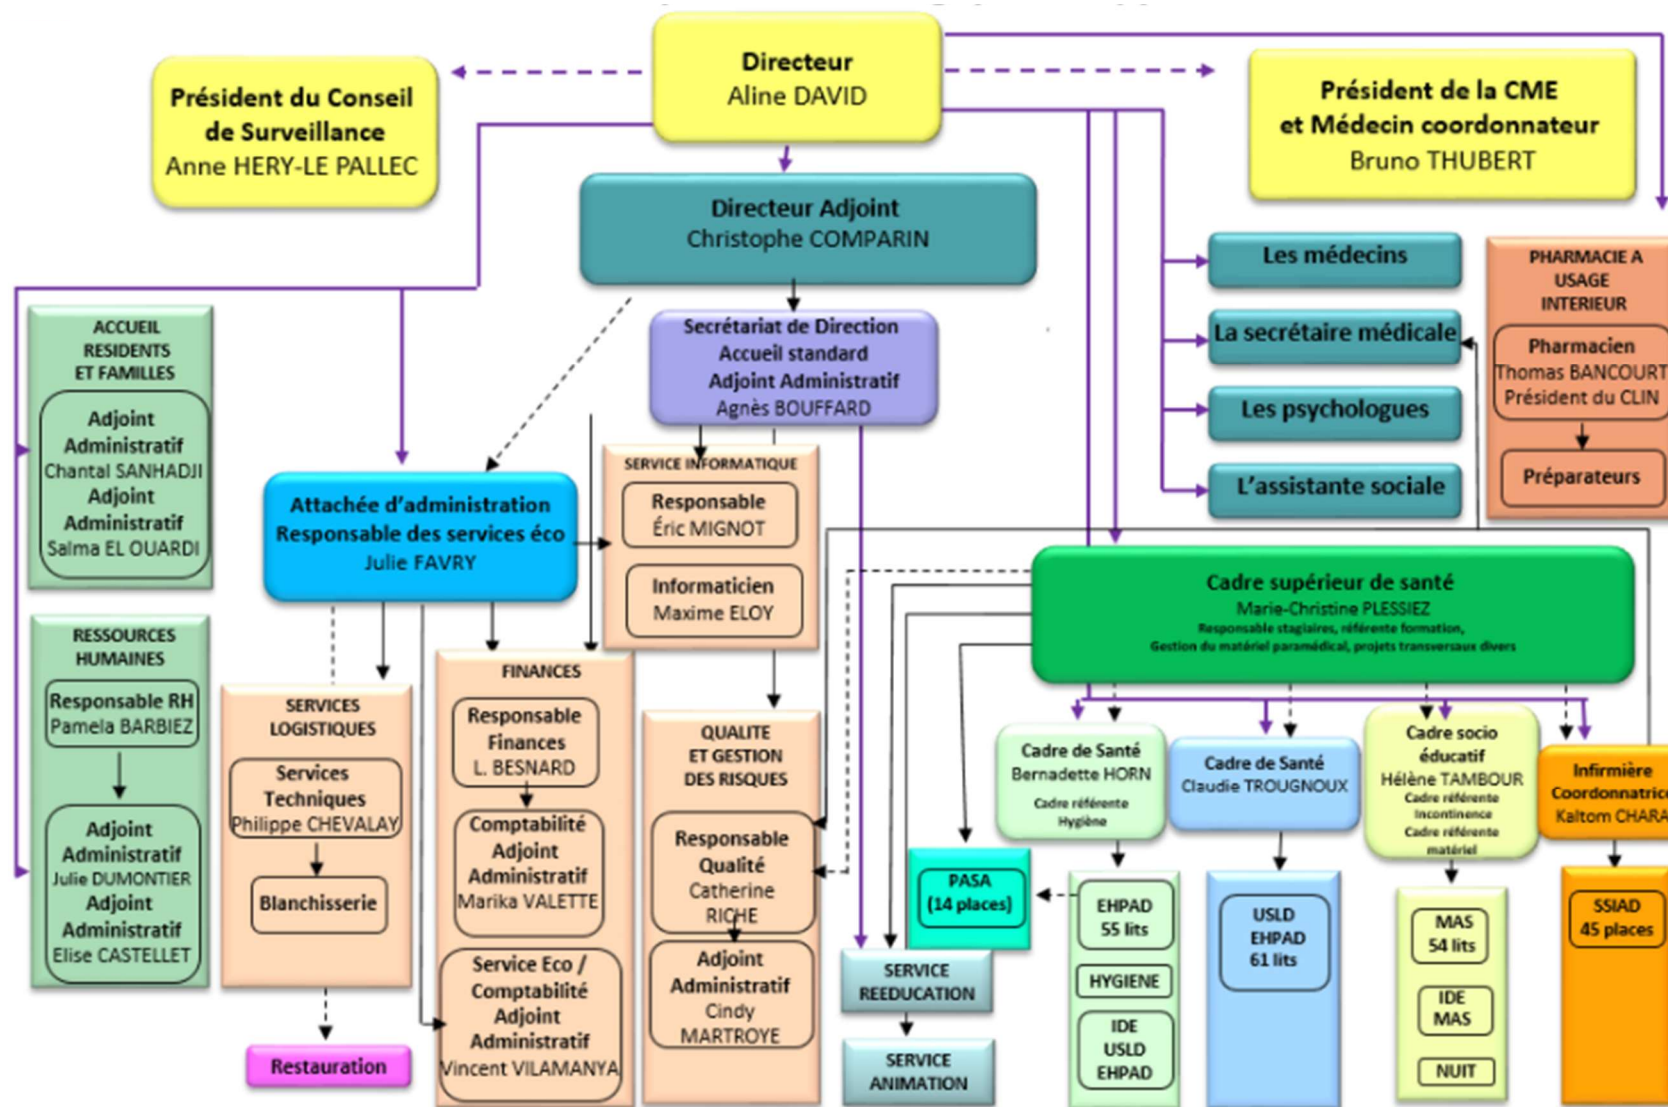 Directeur
Aline DAVID
Président du Conseil
de Surveillance
Anne HERY-LE PALLEC
Président de la CME
et Médecin coordonnateur
Bruno THUBERT
Directeur Adjoint
Christophe COMPARIN
Secrétariat de Direction
Accueil standard
Adjoint Administratif
Agnès BOUFFARD
Les médecins
La secrétaire médicale
Les psychologues
L'assistante sociale
PHARMACIE A
USAGE
INTERIEUR
Pharmacien
Thomas BANCOURT
Président du CLIN
Préparateurs
ACCUEIL
RESIDENTS
ET FAMILLES
Adjoint
Administratif
Chantal SANHADJI
Adjoint
Administratif
Salma EL OUARDI
Attachée d'administration
Responsable des services éco
Julie FAVRY
SERVICE INFORMATIQUE
Responsable
Éric MIGNOT
Informaticien
Maxime ELOY
Cadre supérieur de santé
Marie-Christine PLESSIEZ
Responsable stagiaires, référente formation,
Gestion du matériel paramédical, projets transversaux divers
RESSOURCES
HUMAINES
Responsable RH
Pamela BARBIEZ
Adjoint
Administratif
Julie DUMONTIER
Adjoint
Administratif
Elise CASTELLET
SERVICES
LOGISTIQUES
Services
Techniques
Philippe CHEVALAY
Blanchisserie
Restauration
FINANCES
Responsable
Finances
L. BESNARD
Comptabilité
Adjoint
Administratif
Marika VALETTE
Service Eco /
Comptabilité
Adjoint
Administratif
Vincent VILAMANYA
QUALITE
ET GESTION
DES RISQUES
Responsable
Qualité
Catherine
RICHE
Adjoint
Administratif
Cindy
MARTROYE
PASA
(14 places)
SERVICE
REEDUCATION
SERVICE
ANIMATION
Cadre de Santé
Bernadette HORN
Cadre référente
Hygiène
EHPAD
55 lits
HYGIENE
IDE
USLD
EHPAD
Cadre de Santé
Claudie TROUGNOUX
USLD
EHPAD
61 lits
Cadre socio
éducatif
Hélène TAMBOUR
Cadre référente
Incontinence
Cadre référente
matériel
MAS
54 lits
IDE
MAS
NUIT
Infirmière
Coordonnatrice
Kaltom CHARA
SSIAD
45 places